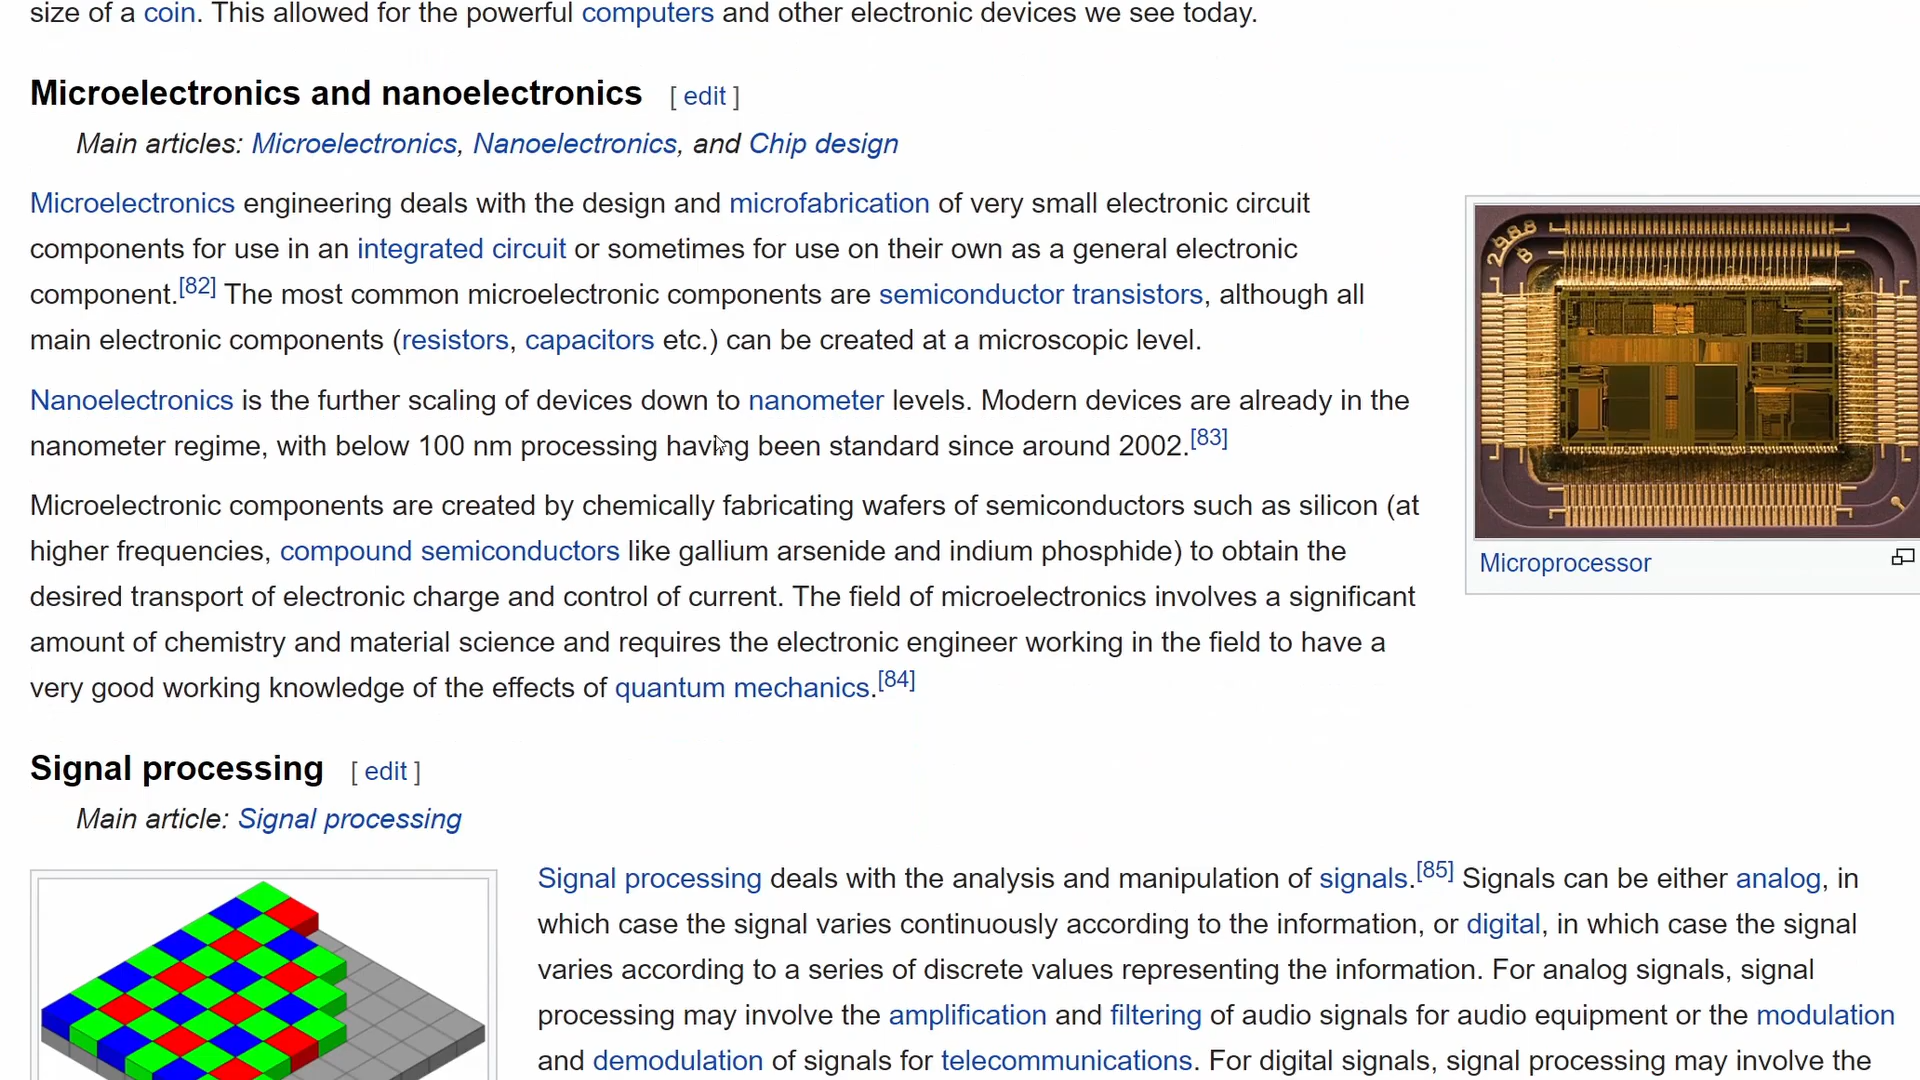 size of a coin. This allowed for the powerful computers and other electronic devices we see today.
Microelectronics and nanoelectronics [ edit ]
Main articles: Microelectronics, Nanoelectronics, and Chip design
Microelectronics engineering deals with the design and microfabrication of very small electronic circuit
components for use in an integrated circuit or sometimes for use on their own as a general electronic
component.[82] The most common microelectronic components are semiconductor transistors, although all
main electronic components (resistors, capacitors etc.) can be created at a microscopic level.
Nanoelectronics is the further scaling of devices down to nanometer levels. Modern devices are already in the
nanometer regime, with below 100 nm processing having been standard since around 2002.[83]
Microelectronic components are created by chemically fabricating wafers of semiconductors such as silicon (at
higher frequencies, compound semiconductors like gallium arsenide and indium phosphide) to obtain the
desired transport of electronic charge and control of current. The field of microelectronics involves a significant
amount of chemistry and material science and requires the electronic engineer working in the field to have a
very good working knowledge of the effects of quantum mechanics.[84]
2988
B
Microprocessor
Signal processing [ edit ]
Main article: Signal processing
Signal processing deals with the analysis and manipulation of signals.[85] Signals can be either analog, in
which case the signal varies continuously according to the information, or digital, in which case the signal
varies according to a series of discrete values representing the information. For analog signals, signal
processing may involve the amplification and filtering of audio signals for audio equipment or the modulation
and demodulation of signals for telecommunications. For digital signals, signal processing may involve the